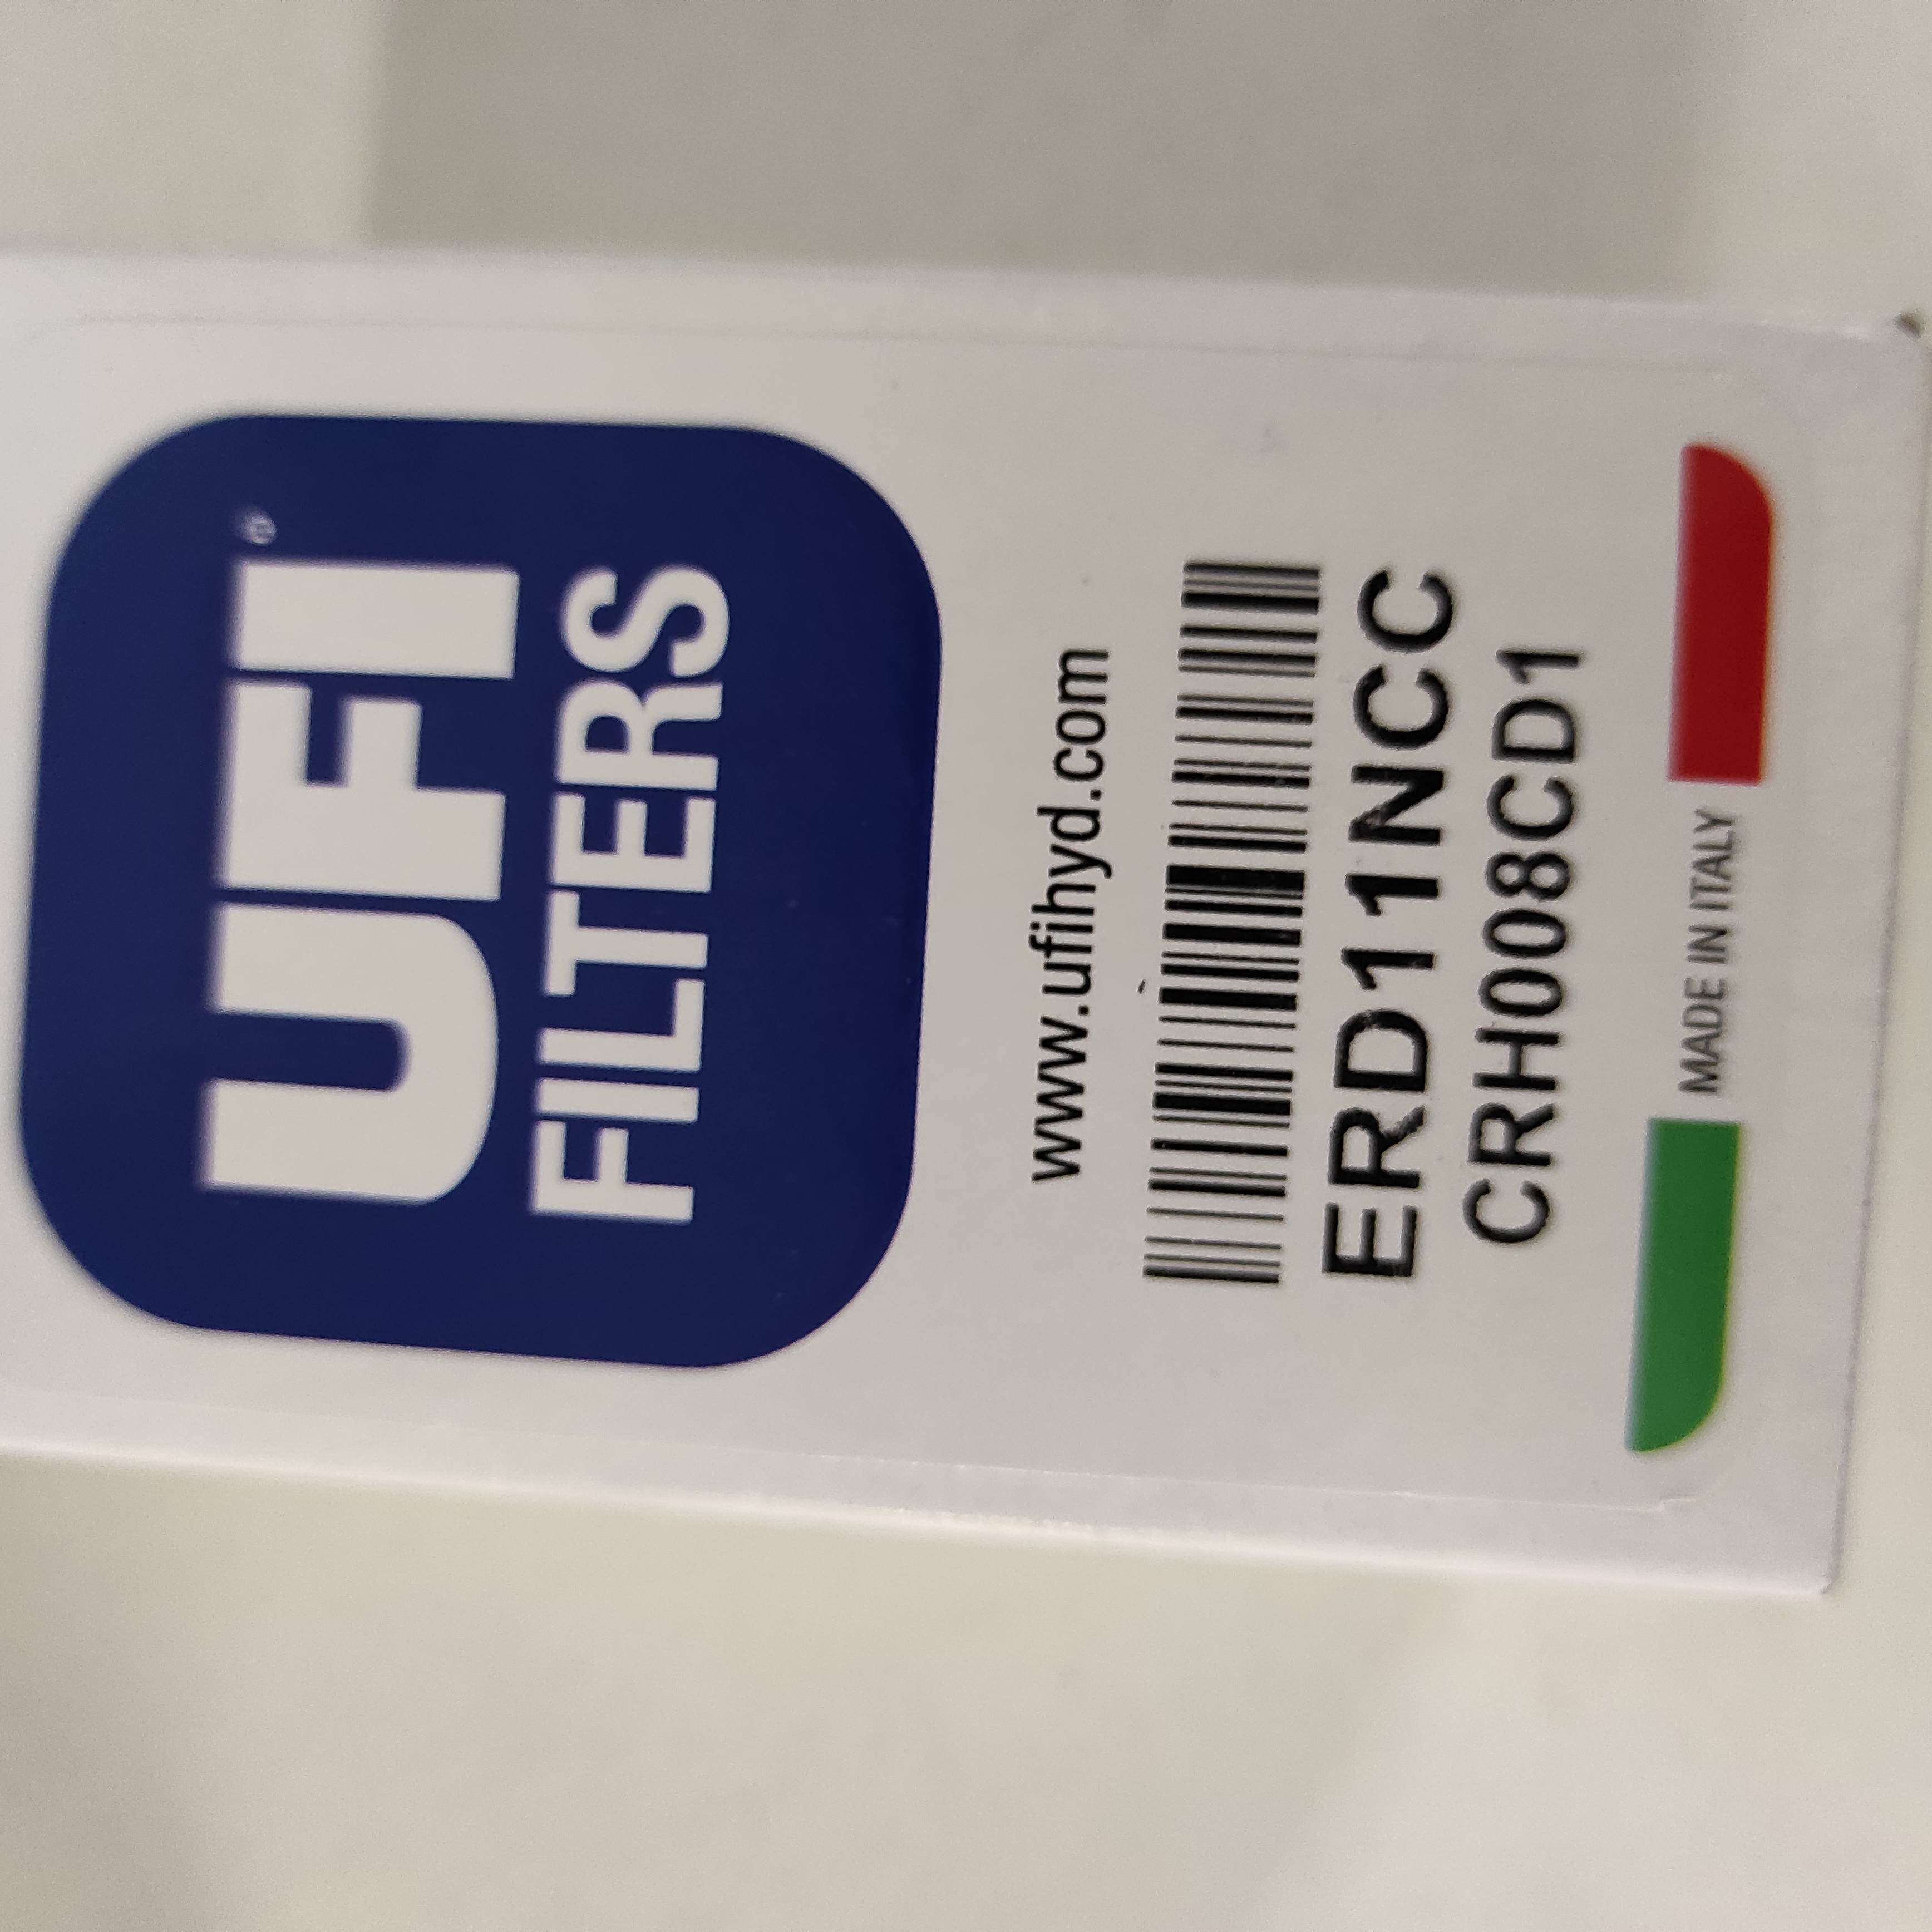 UFI
FILTERS
www.ufihyd.com
ERD11NCC
CRH008CD1
MADE IN ITALY